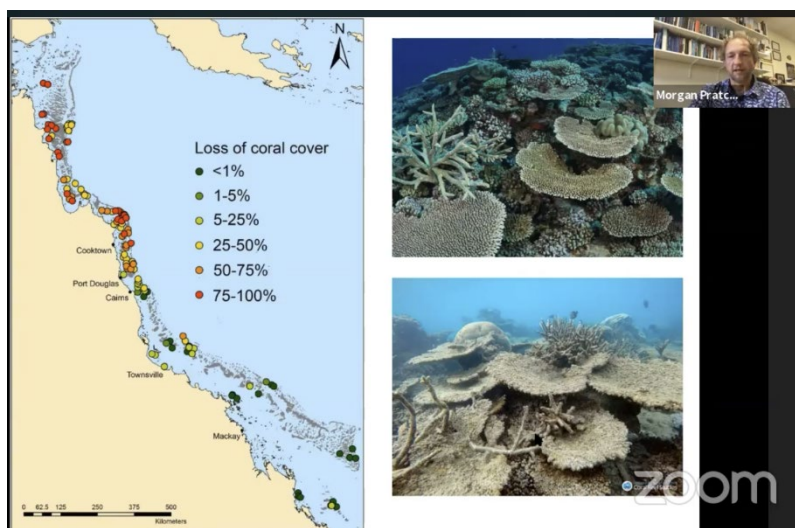 N
Morgan Pratc...
Loss of coral cover
<1%
1-5%
5-25%
25-50%
50-75%
75-100%
Cooktown
Port Douglas
Cairns
Townsville
Mackay
0 62.5 125 250 375 500
Kilometers
zoom